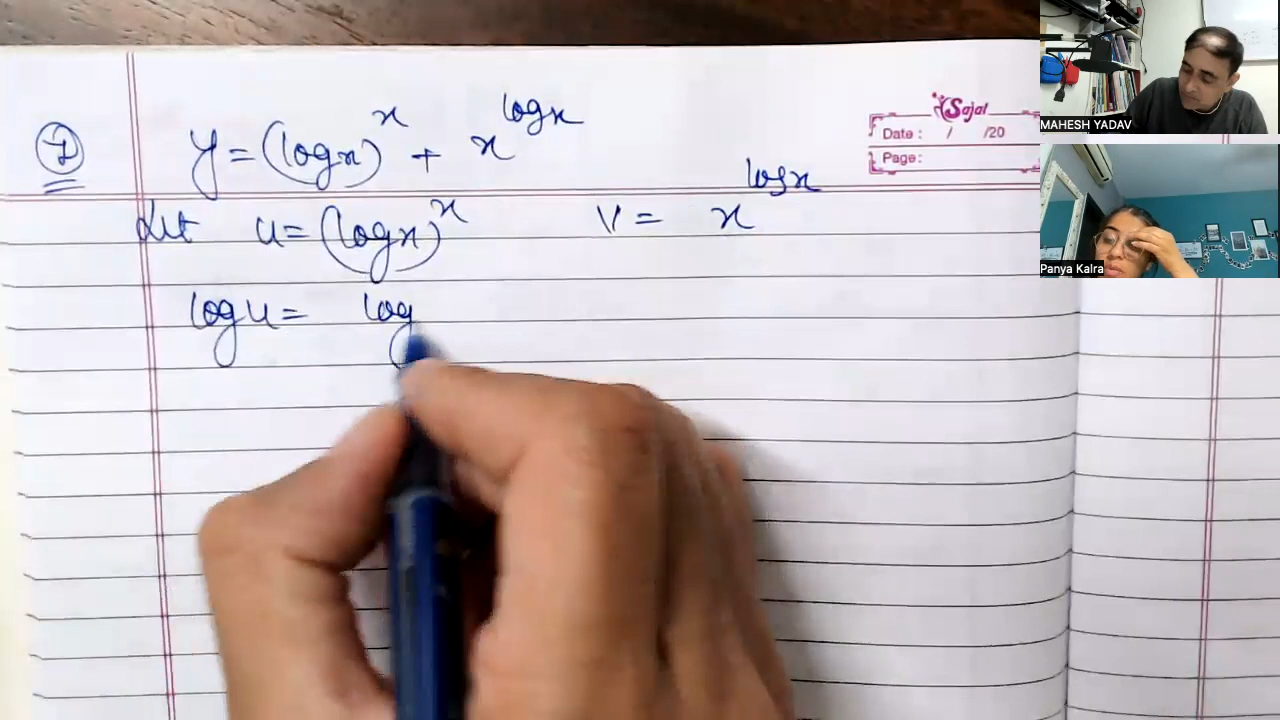 ⑦ y = (log x)^x + x^(log x)
Let u = (log x)^x v = x^(log x)
log u = log
Sajal
Date : / /20
Page:
MAHESH YADAV
Panya Kalra